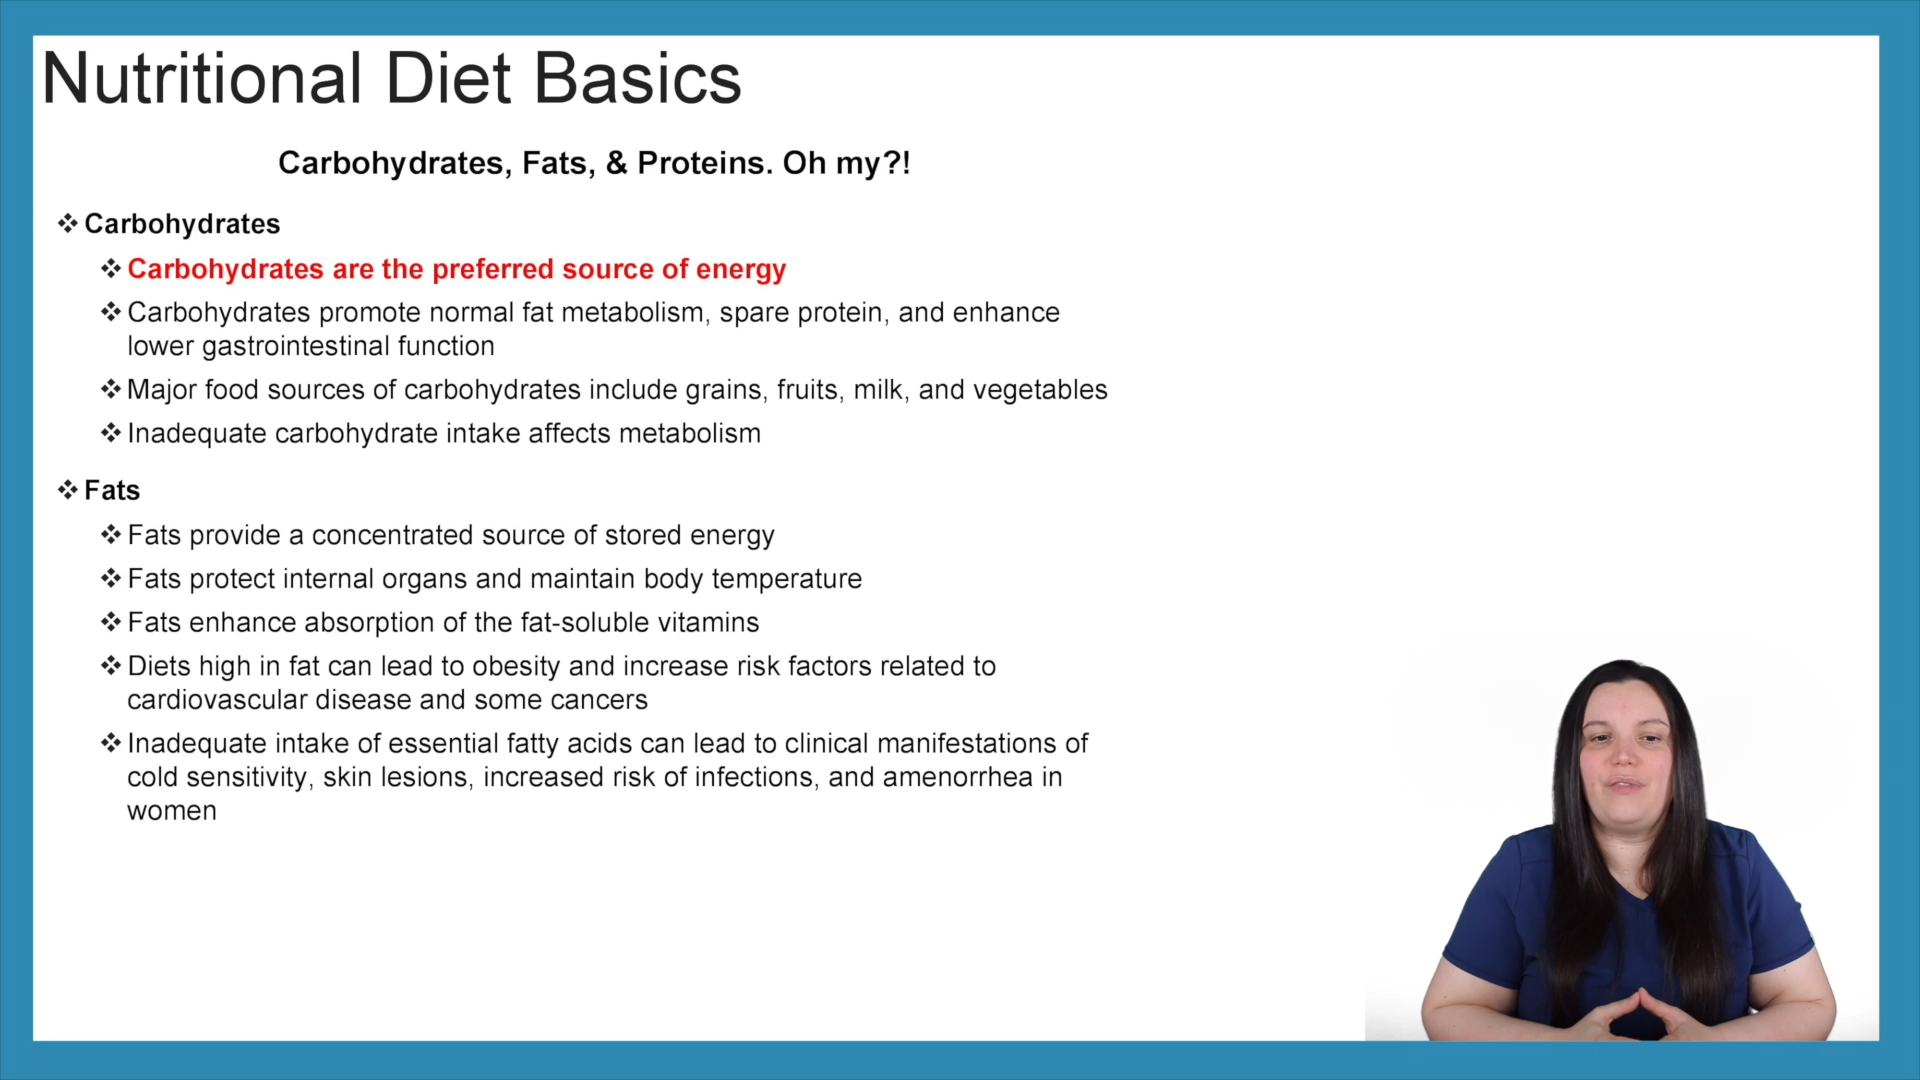 Nutritional Diet Basics
Carbohydrates, Fats, & Proteins. Oh my?!
❖ Carbohydrates
❖ Carbohydrates are the preferred source of energy
❖ Carbohydrates promote normal fat metabolism, spare protein, and enhance
lower gastrointestinal function
❖ Major food sources of carbohydrates include grains, fruits, milk, and vegetables
❖ Inadequate carbohydrate intake affects metabolism
❖ Fats
❖ Fats provide a concentrated source of stored energy
❖ Fats protect internal organs and maintain body temperature
❖ Fats enhance absorption of the fat-soluble vitamins
❖ Diets high in fat can lead to obesity and increase risk factors related to
cardiovascular disease and some cancers
❖ Inadequate intake of essential fatty acids can lead to clinical manifestations of
cold sensitivity, skin lesions, increased risk of infections, and amenorrhea in
women